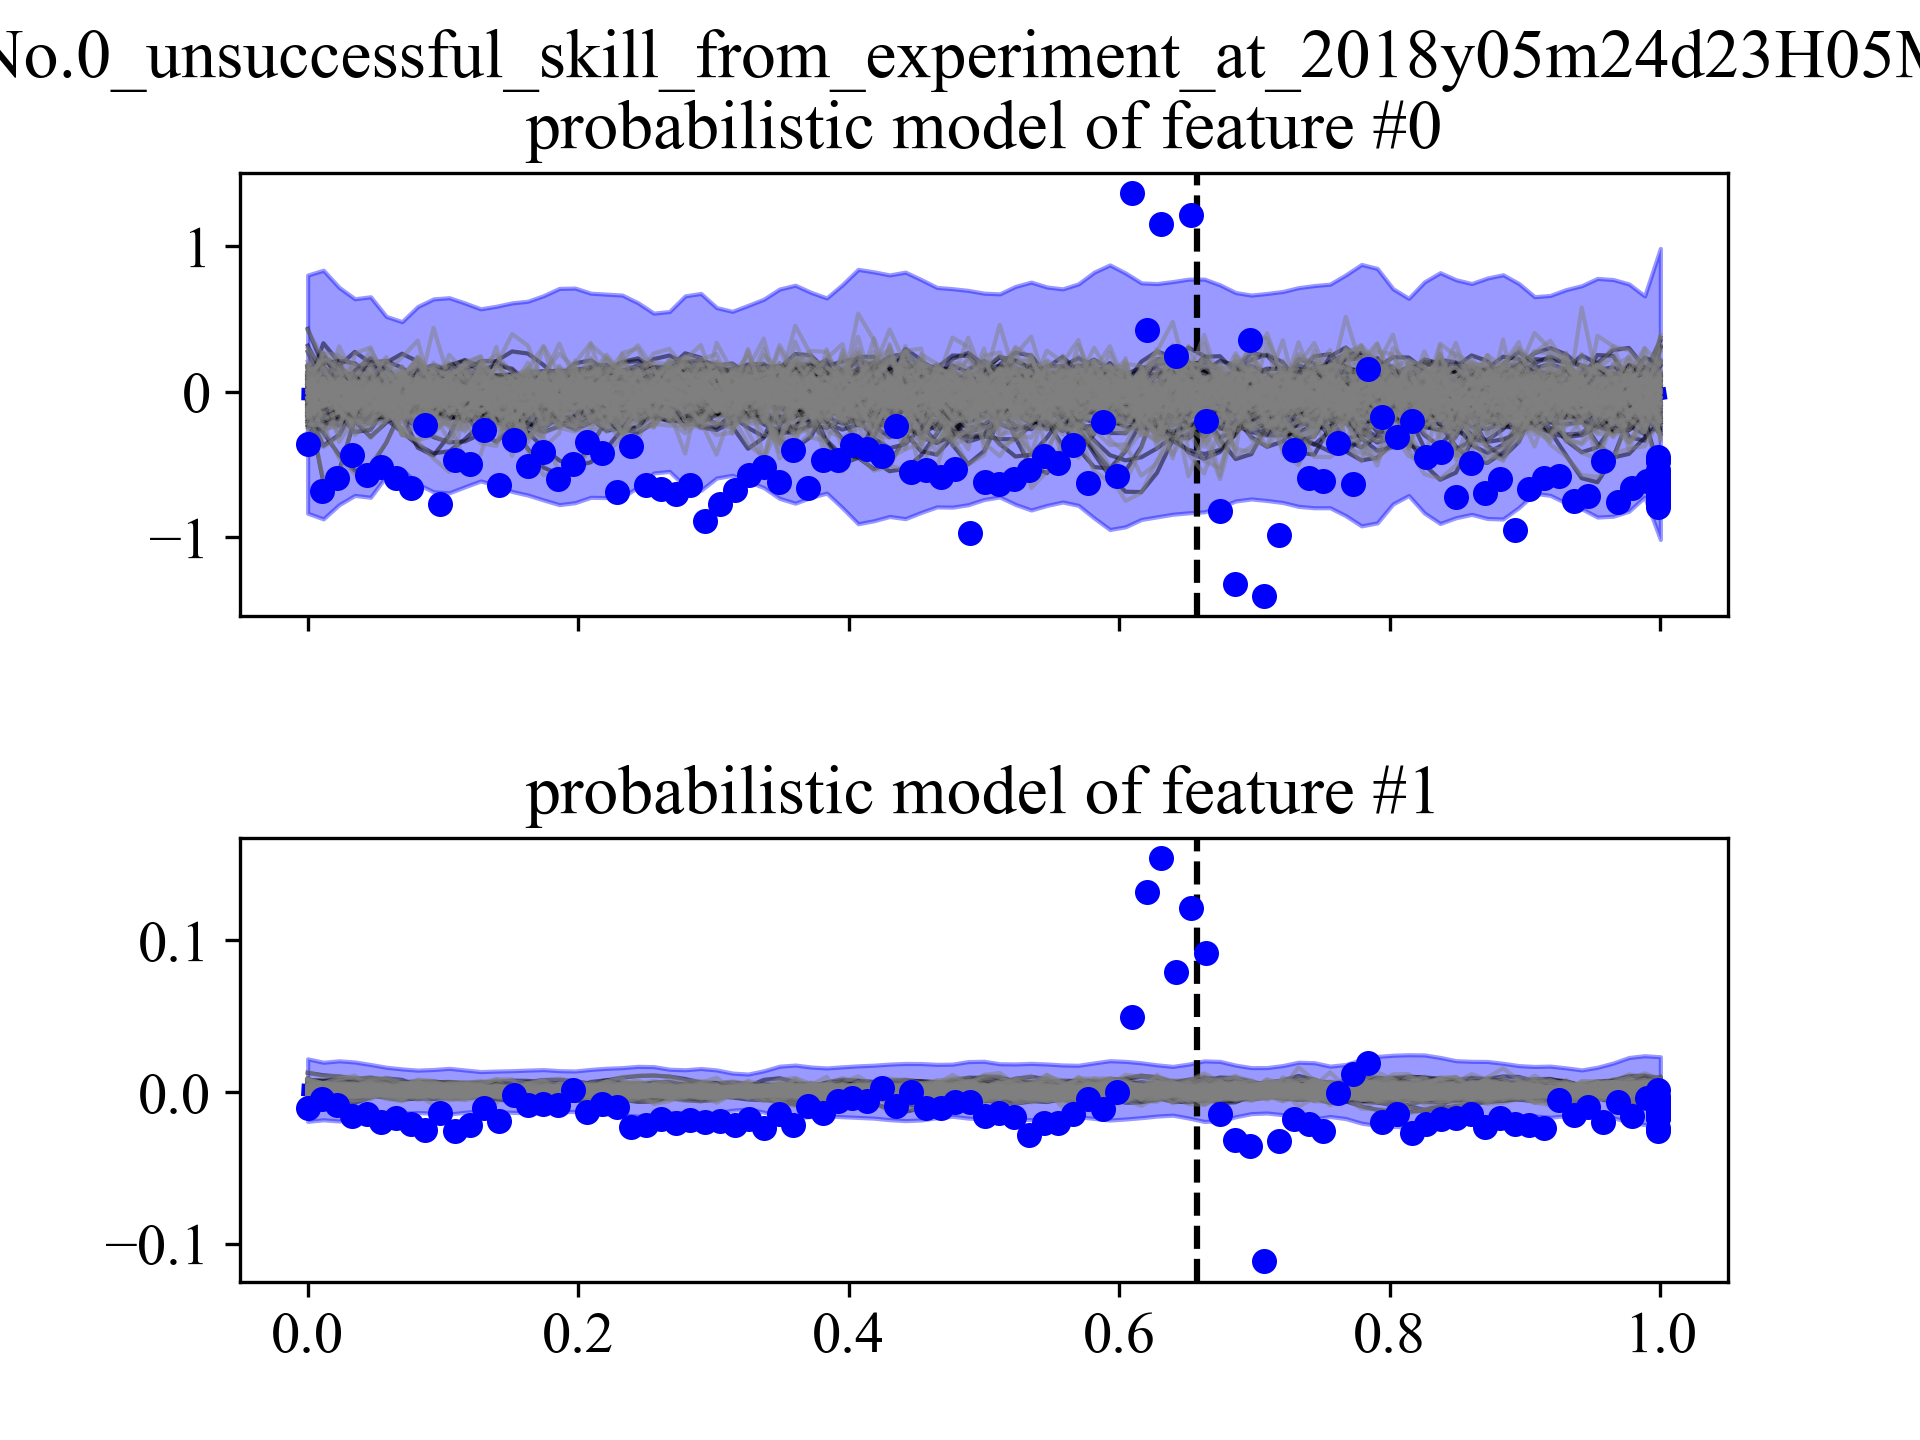 No.0_unsuccessful_skill_from_experiment_at_2018y05m24d23H05M
probabilistic model of feature #0
1
0
−1
probabilistic model of feature #1
0.1
0.0
−0.1
0.0 0.2 0.4 0.6 0.8 1.0